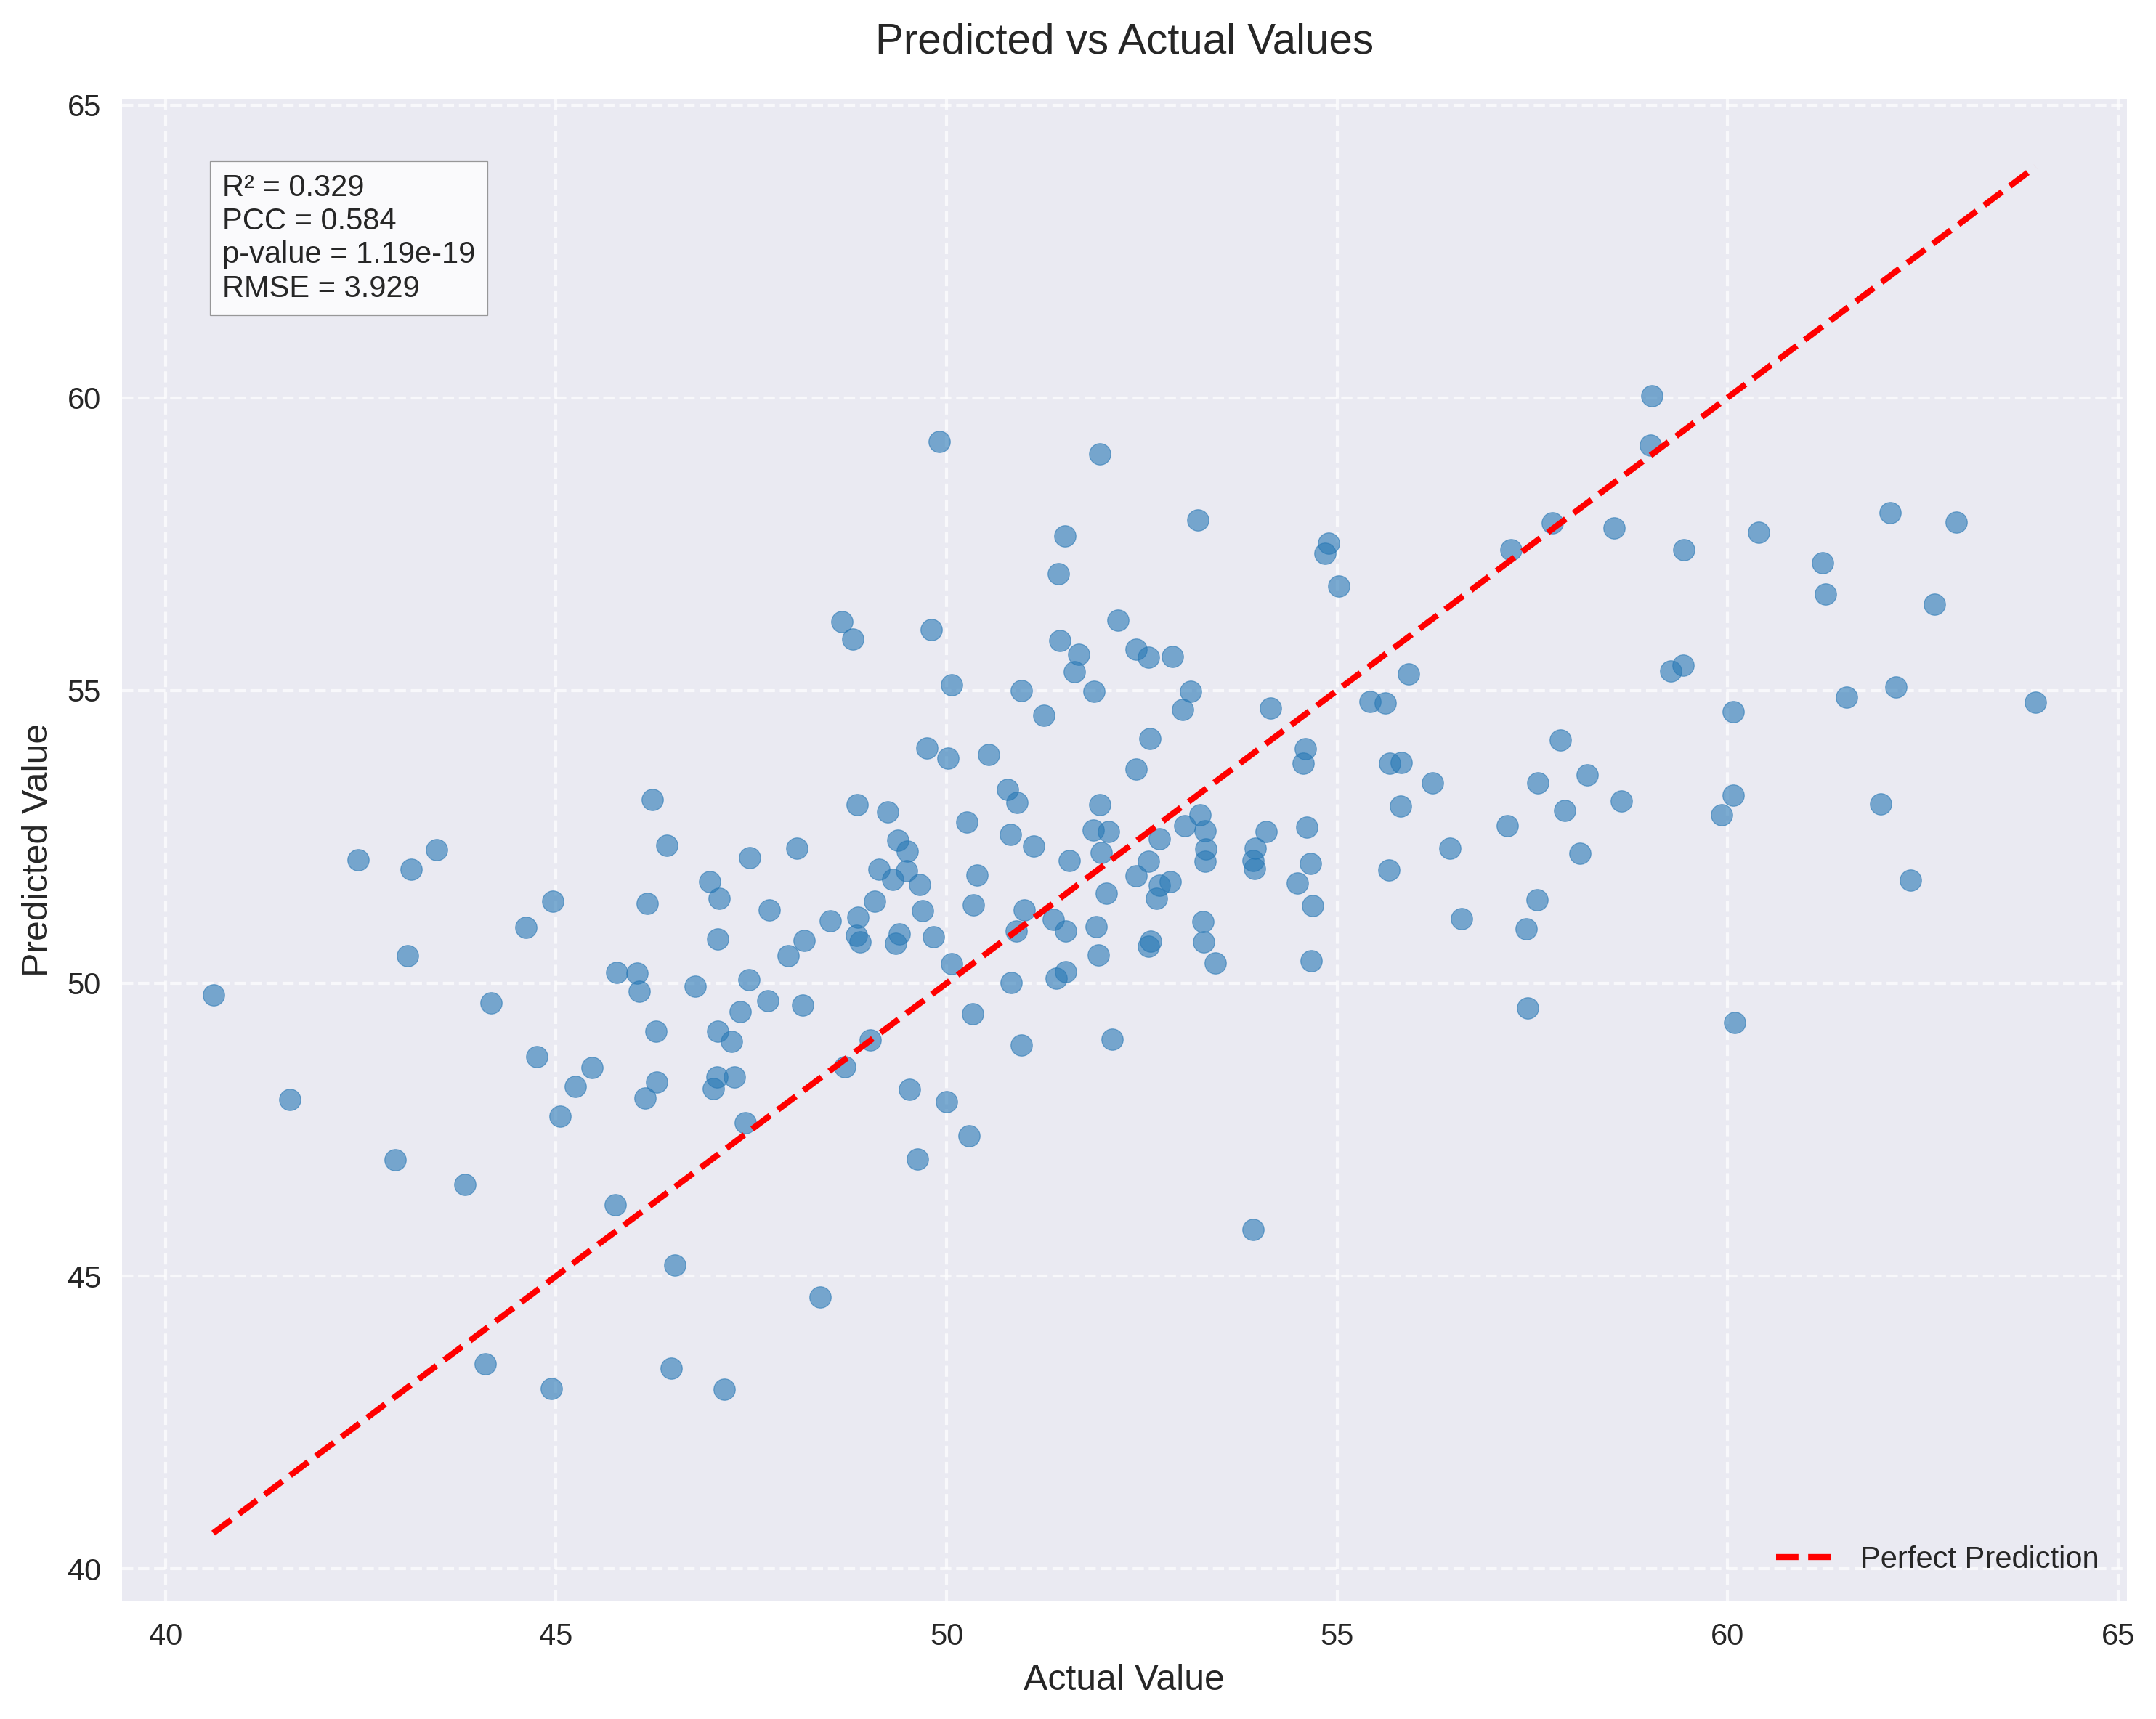 Predicted vs Actual Values
65
60
55
50
45
40
R² = 0.329
PCC = 0.584
p-value = 1.19e-19
RMSE = 3.929
Predicted Value
Perfect Prediction
40 45 50 55 60 65
Actual Value